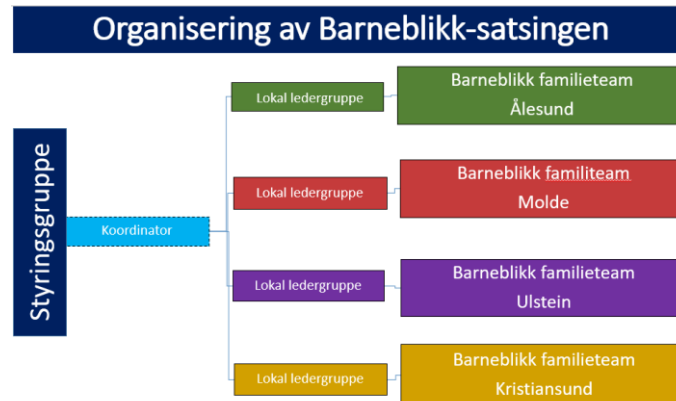 Organisering av Barneblikk-satsingen
Styringsgruppe
Koordinator
Lokal ledergruppe
Barneblikk familieteam
Ålesund
Lokal ledergruppe
Barneblikk familiteam
Molde
Lokal ledergruppe
Barneblikk familieteam
Ulstein
Lokal ledergruppe
Barneblikk familieteam
Kristiansund